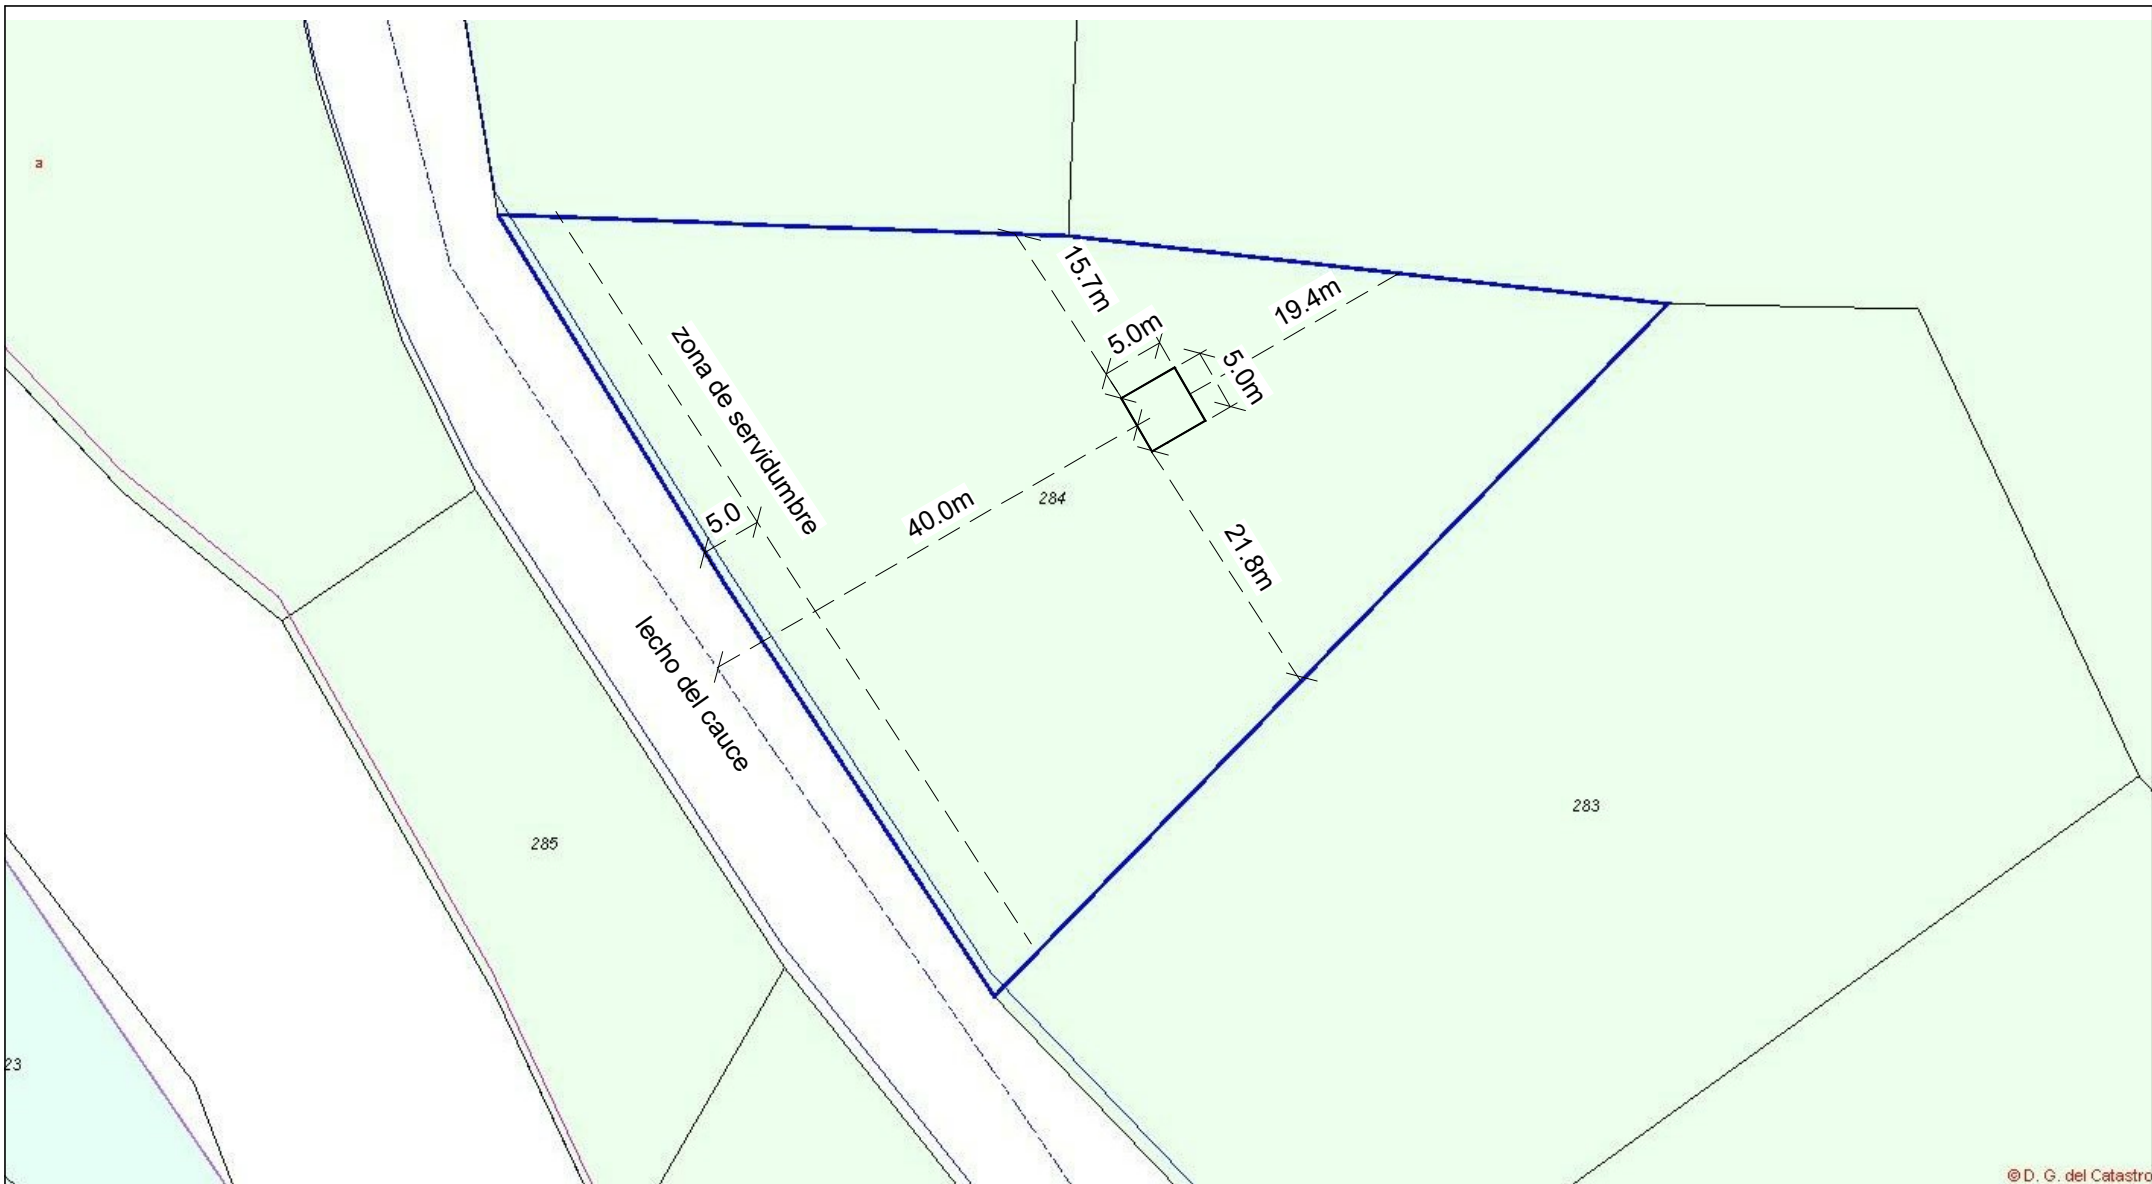 a
15.7m
19.4m
5.0m
5.0m
zona de servidumbre
284
5.0
40.0m
21.8m
lecho del cauce
283
285
23
© D. G. del Catastro